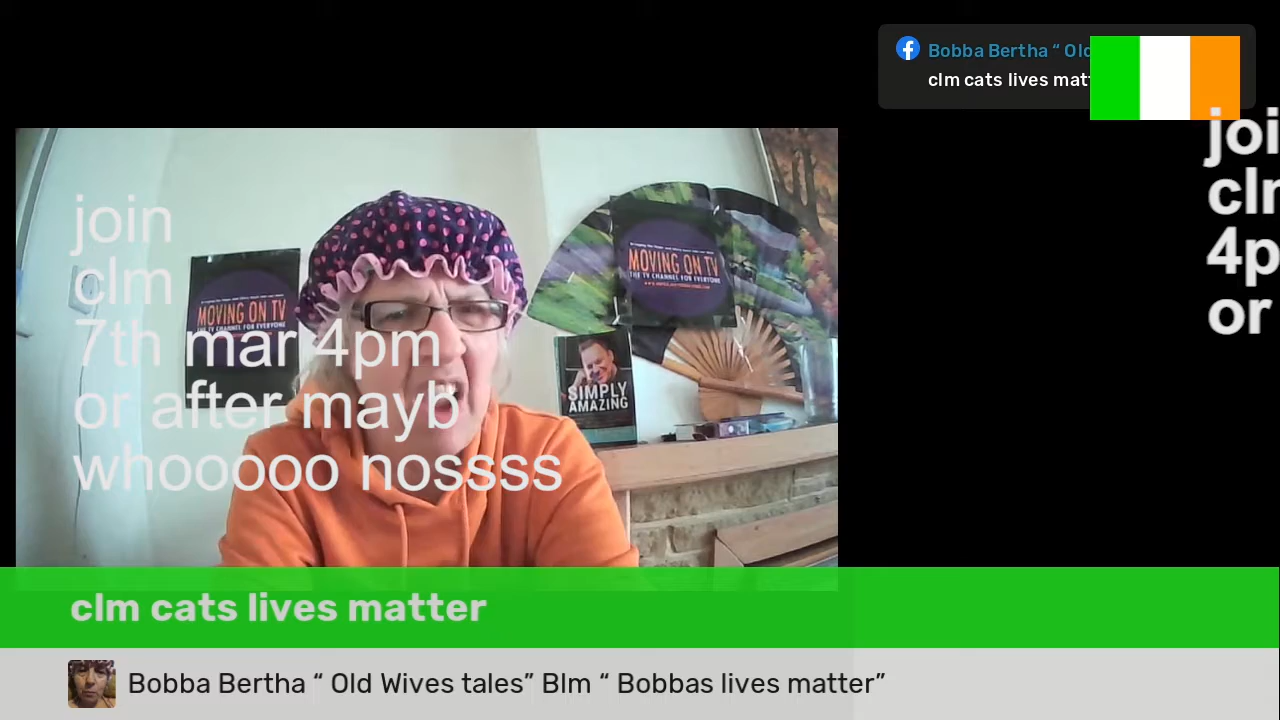 Bobba Bertha “ Old
clm cats lives matt
joi
clm
4p
or
join
clm
7th mar 4pm
or after mayb
whooooo nossss
MOVING ON TV
THE TV CHANNEL FOR EVERYONE
MOVING ON TV
THE TV CHANNEL FOR EVERYONE
SIMPLY
AMAZING
clm cats lives matter
Bobba Bertha “ Old Wives tales” Blm “ Bobbas lives matter”